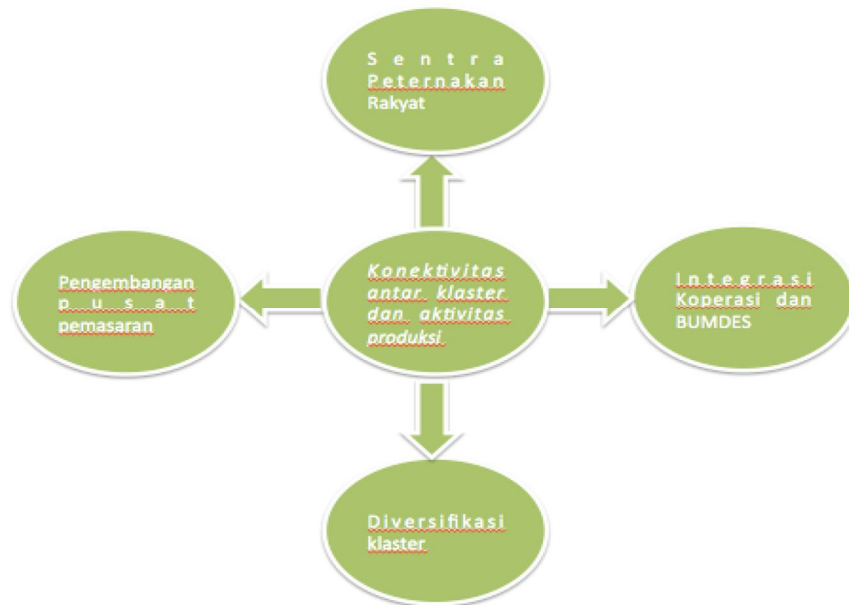 Sentra
Peternakan
Rakyat
Pengembangan
pusat
pemasaran
Konektivitas
antar klaster
dan aktivitas
produksi
Integrasi
Koperasi dan
BUMDES
Diversifikasi
klaster